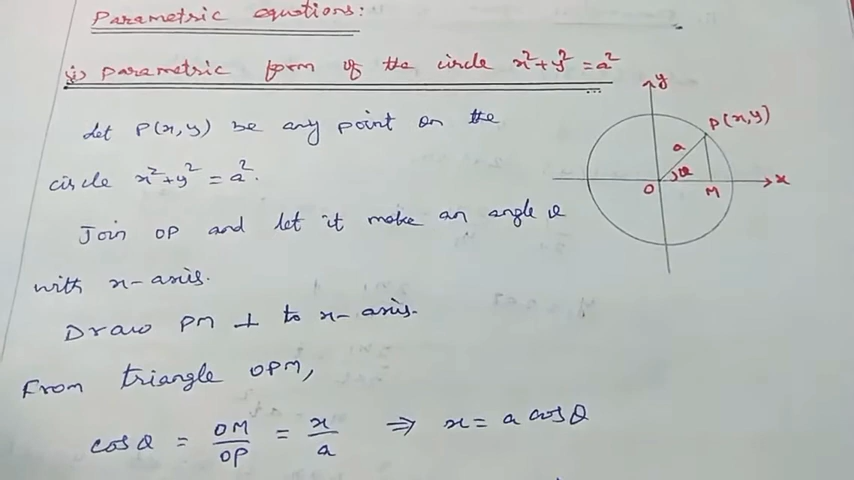 Parametric equations:
(i) parametric form of the circle x² + y² = a²
Let P(x,y) be any point on the
circle x² + y² = a².
Join OP and let it make an angle θ
with x-axis.
Draw PM ⊥ to x-axis.
From triangle OPM,
cos θ = OM/OP = x/a ⇒ x = a cos θ
y
P(x,y)
a
θ
O
M
x